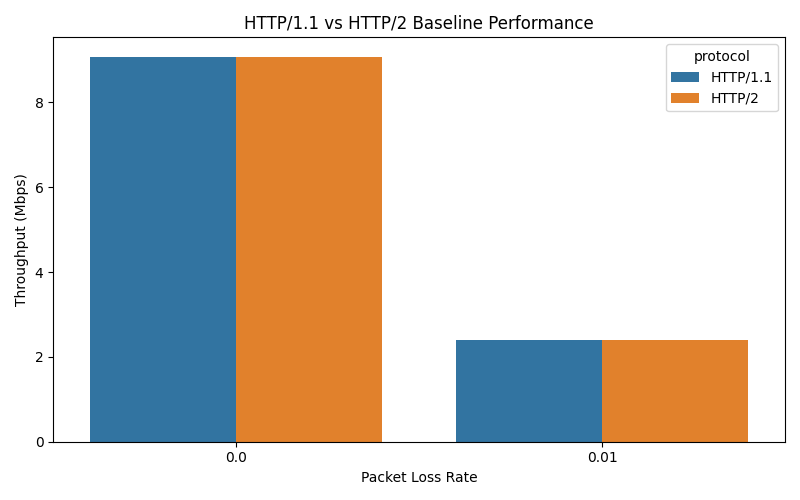 HTTP/1.1 vs HTTP/2 Baseline Performance
protocol
HTTP/1.1
HTTP/2
Throughput (Mbps)
8
6
4
2
0
0.0
0.01
Packet Loss Rate